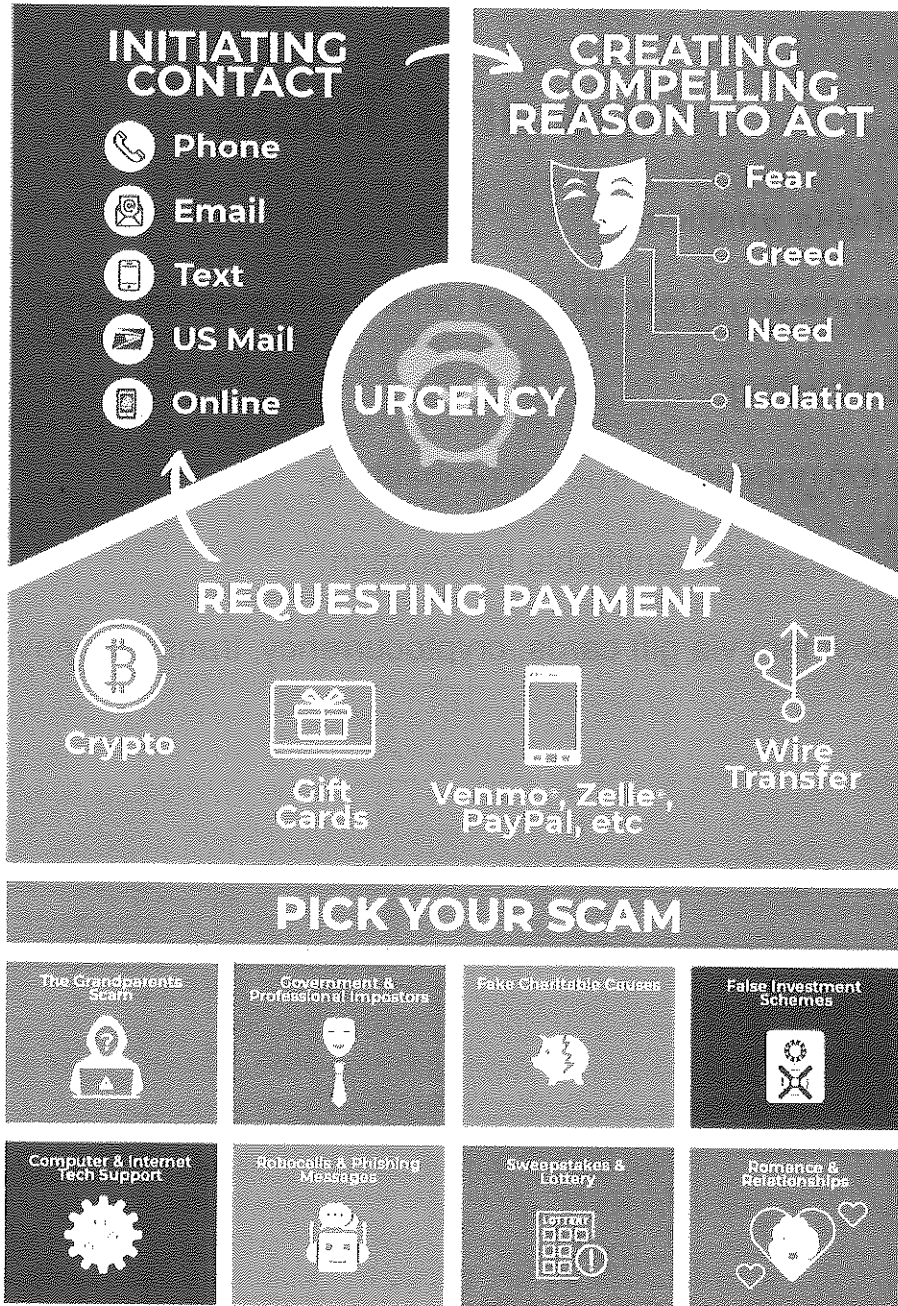 INITIATING
CONTACT
Phone
Email
Text
US Mail
Online
CREATING
COMPELLING
REASON TO ACT
Fear
Greed
Need
Isolation
URGENCY
REQUESTING PAYMENT
Crypto
Gift
Cards
Venmo®, Zelle®,
PayPal, etc
Wire
Transfer
PICK YOUR SCAM
The Grandparents
Scam
?
Government &
Professional Impostors
Fake Charitable Causes
False Investment
Schemes
Computer & Internet
Tech Support
Robocalls & Phishing
Messages
Sweepstakes &
Lottery
LOTTERY
!
Romance &
Relationships